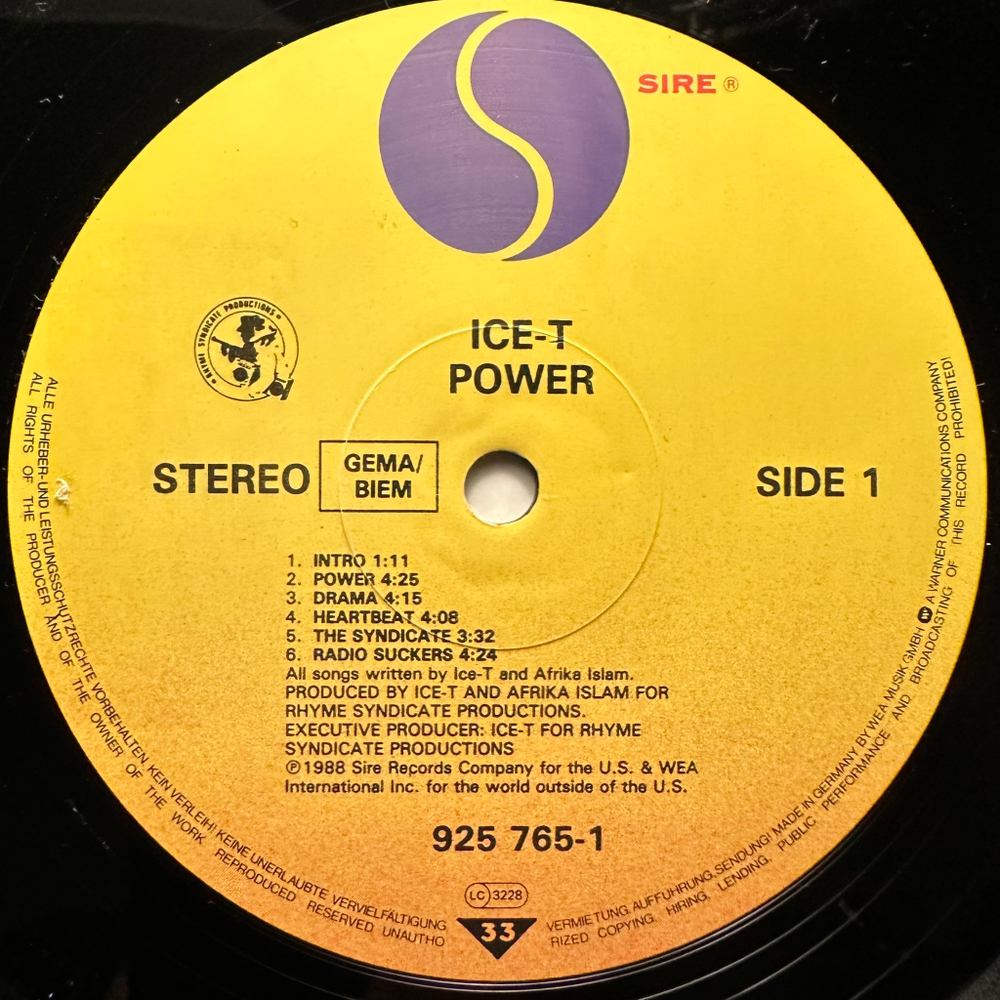 SIRE ®
RHYME SYNDICATE PRODUCTIONS
ICE-T
POWER
STEREO
GEMA/
BIEM
SIDE 1
1. INTRO 1:11
2. POWER 4:25
3. DRAMA 4:15
4. HEARTBEAT 4:08
5. THE SYNDICATE 3:32
6. RADIO SUCKERS 4:24
All songs written by Ice-T and Afrika Islam.
PRODUCED BY ICE-T AND AFRIKA ISLAM FOR
RHYME SYNDICATE PRODUCTIONS.
EXECUTIVE PRODUCER: ICE-T FOR RHYME
SYNDICATE PRODUCTIONS
℗1988 Sire Records Company for the U.S. & WEA
International Inc. for the world outside of the U.S.
925 765-1
LC 3228
33
ALLE URHEBER-UND LEISTUNGSSCHUTZRECHTE VORBEHALTEN KEIN VERLEIH! KEINE UNERLAUBTE VERVIELFÄLTIGUNG VERMIETUNG, AUFFÜHRUNG, SENDUNG! MADE IN GERMANY BY WEA MUSIK GMBH A WARNER COMMUNICATIONS COMPANY
ALL RIGHTS OF THE PRODUCER AND OF THE OWNER OF THE WORK REPRODUCED RESERVED UNAUTHORIZED COPYING, HIRING, LENDING, PUBLIC PERFORMANCE AND BROADCASTING OF THIS RECORD PROHIBITED!